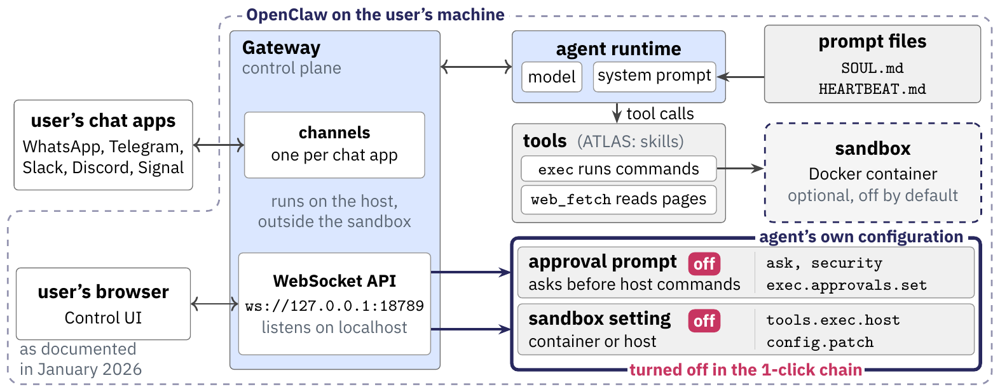 OpenClaw on the user's machine
Gateway
control plane
agent runtime
model
system prompt
prompt files
SOUL.md
HEARTBEAT.md
user's chat apps
WhatsApp, Telegram,
Slack, Discord, Signal
channels
one per chat app
tool calls
tools (ATLAS: skills)
exec runs commands
web_fetch reads pages
sandbox
Docker container
optional, off by default
runs on the host,
outside the sandbox
agent's own configuration
approval prompt off
asks before host commands
ask, security
exec.approvals.set
user's browser
Control UI
WebSocket API
ws://127.0.0.1:18789
listens on localhost
sandbox setting off
container or host
tools.exec.host
config.patch
as documented
in January 2026
turned off in the 1-click chain